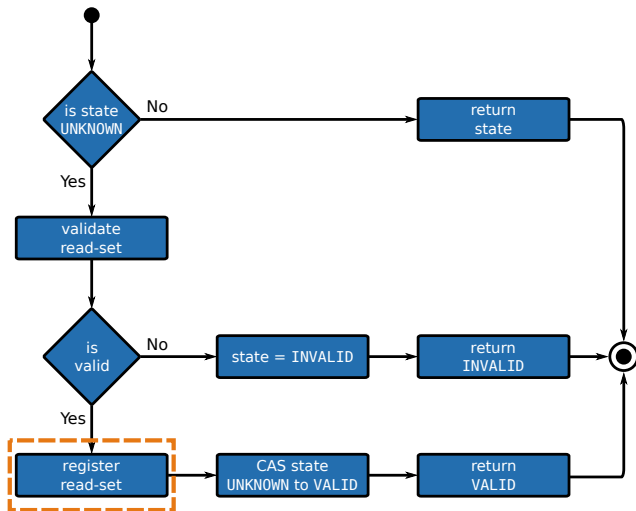 is state
UNKNOWN
No
return
state
Yes
validate
read-set
is
valid
No
state = INVALID
return
INVALID
Yes
register
read-set
CAS state
UNKNOWN to VALID
return
VALID